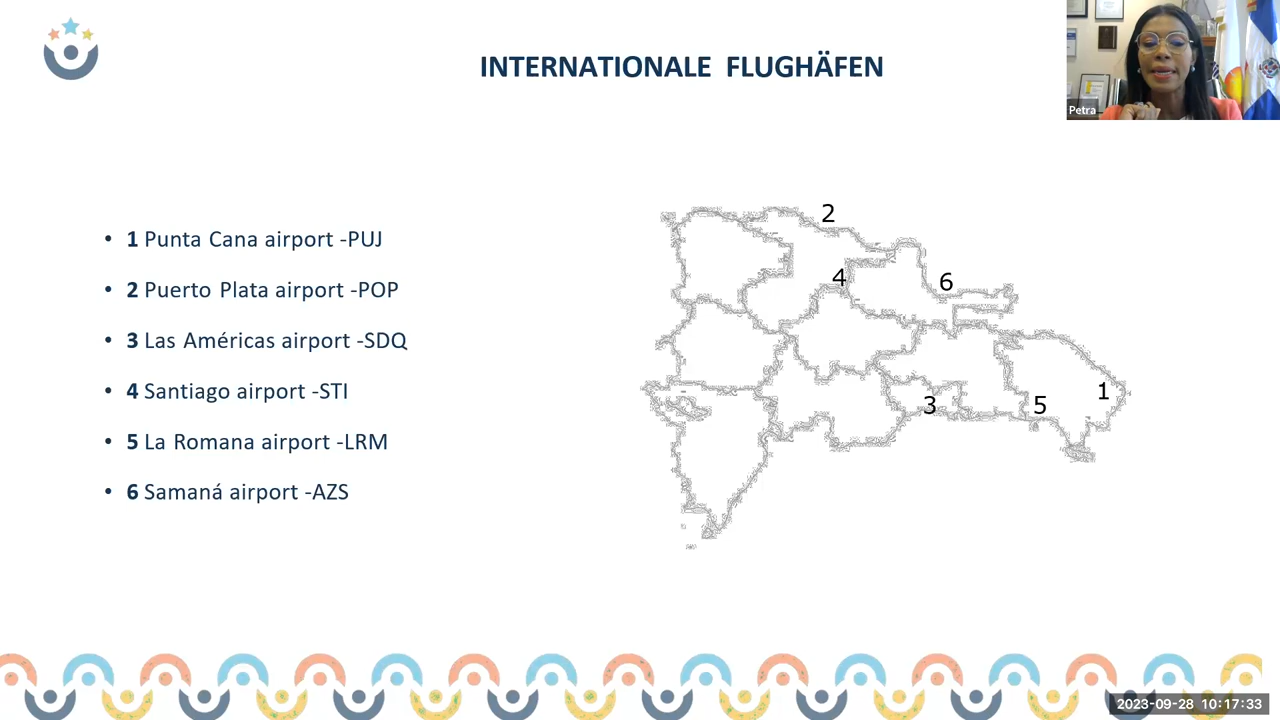 INTERNATIONALE FLUGHÄFEN
Petra
• 1 Punta Cana airport -PUJ
• 2 Puerto Plata airport -POP
• 3 Las Américas airport -SDQ
• 4 Santiago airport -STI
• 5 La Romana airport -LRM
• 6 Samaná airport -AZS
2
4
6
1
3
5
2023-09-28 10:17:33